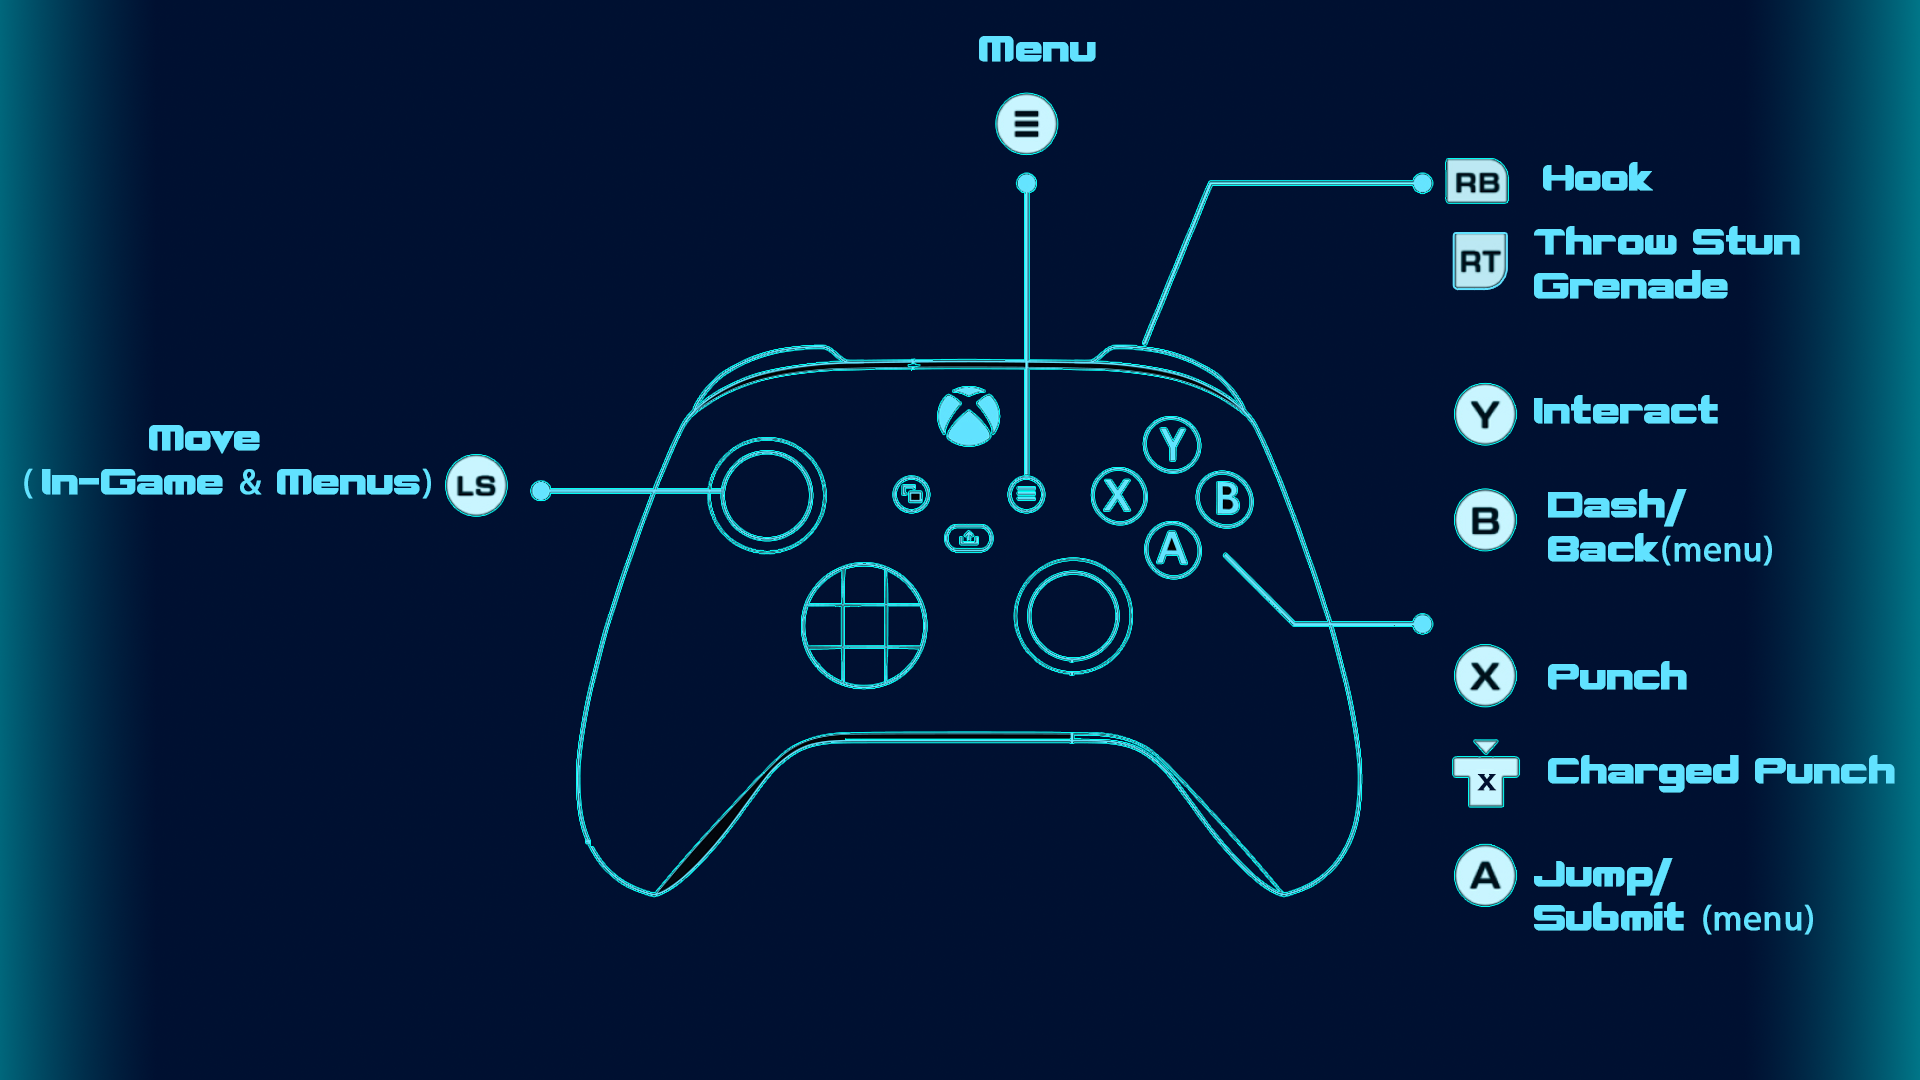 Menu
RB Hook
RT Throw Stun
Grenade
Move
(In-Game & Menus) LS
Y Interact
B Dash/
Back(menu)
Y
X B
A
X Punch
X Charged Punch
A Jump/
Submit (menu)